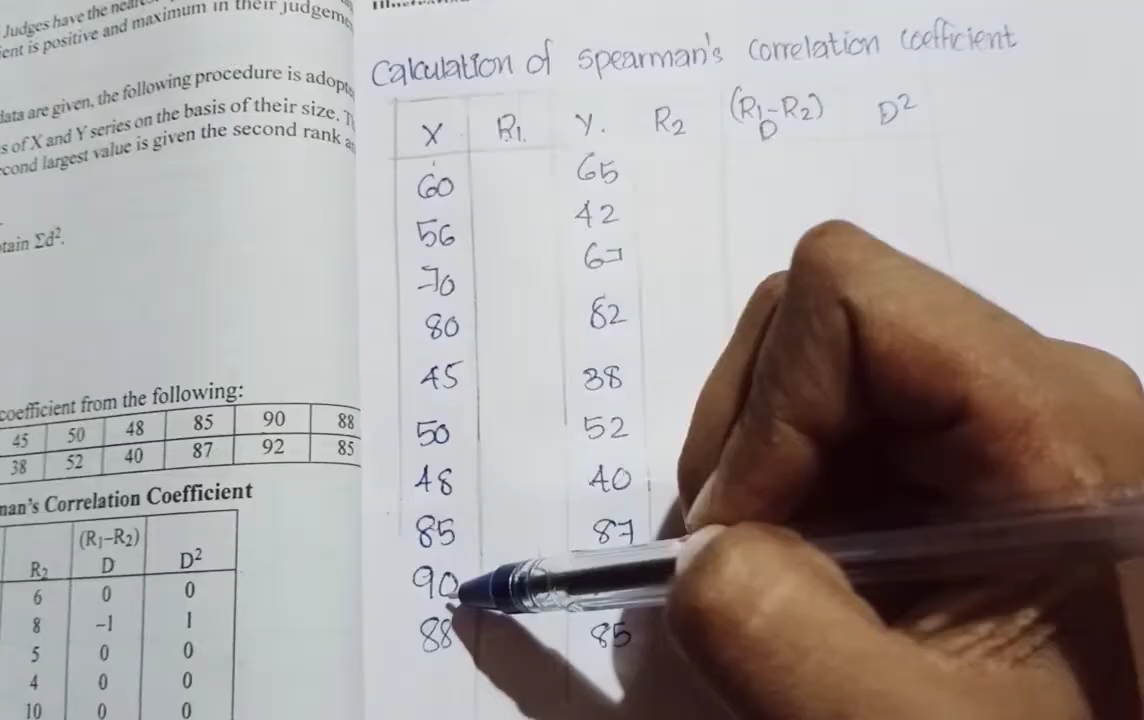 Judges have the
ent is positive and maximum in their
data are given, the following procedure is
s of X and Y series on the basis of their size.
cond largest value is given the second rank
tain Σd².
coefficient from the following:
45 50 48 85 90 88
38 52 40 87 92 85
nan's Correlation Coefficient
R₂ (R₁–R₂) D D²
6 0 0
8 –1 1
5 0 0
4 0 0
10 0 0
Calculation of Spearman's correlation coefficient
X R₁. Y. R₂ (R₁–R₂) D D²
60 65
56 42
70 67
80 82
45 38
50 52
48 40
85 87
90
88 85